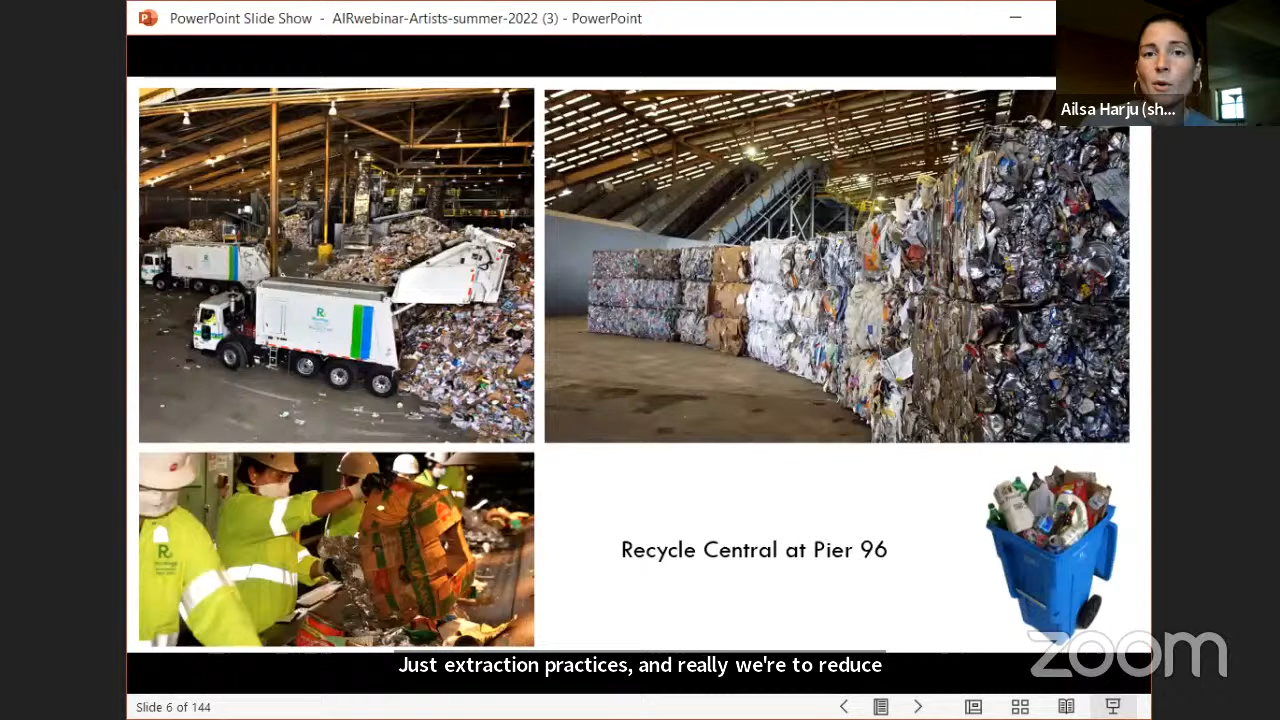 PowerPoint Slide Show - AIRwebinar-Artists-summer-2022 (3) - PowerPoint
Ailsa Harju (sh...
Recycle Central at Pier 96
zoom
Just extraction practices, and really we're to reduce
Slide 6 of 144